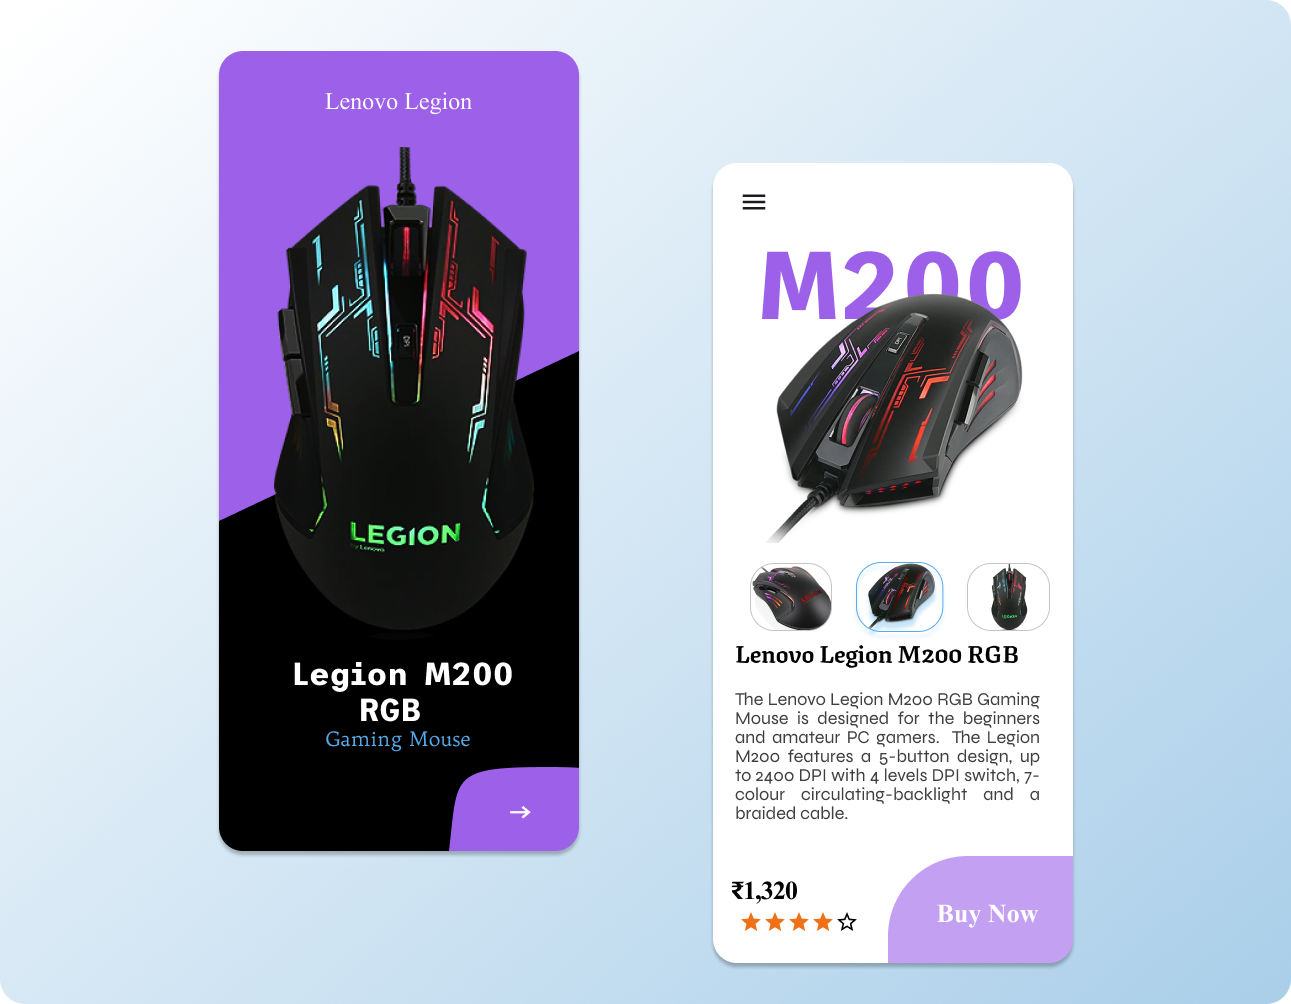 Lenovo Legion
DPI
LEGION
by Lenovo
Legion M200
RGB
Gaming Mouse
M200
DPI
LEGION
Lenovo Legion M200 RGB
The Lenovo Legion M200 RGB Gaming
Mouse is designed for the beginners
and amateur PC gamers. The Legion
M200 features a 5-button design, up
to 2400 DPI with 4 levels DPI switch, 7-
colour circulating-backlight and a
braided cable.
₹1,320
Buy Now